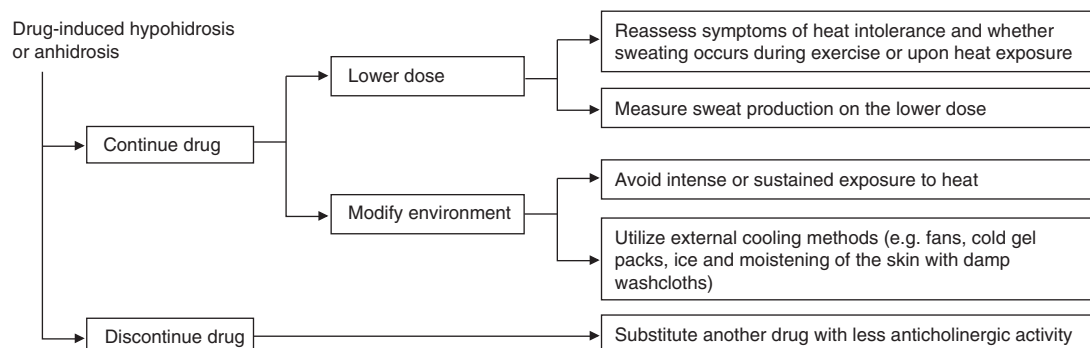 Drug-induced hypohidrosis
or anhidrosis
Continue drug
Lower dose
Reassess symptoms of heat intolerance and whether
sweating occurs during exercise or upon heat exposure
Measure sweat production on the lower dose
Modify environment
Avoid intense or sustained exposure to heat
Utilize external cooling methods (e.g. fans, cold gel
packs, ice and moistening of the skin with damp
washcloths)
Discontinue drug
Substitute another drug with less anticholinergic activity